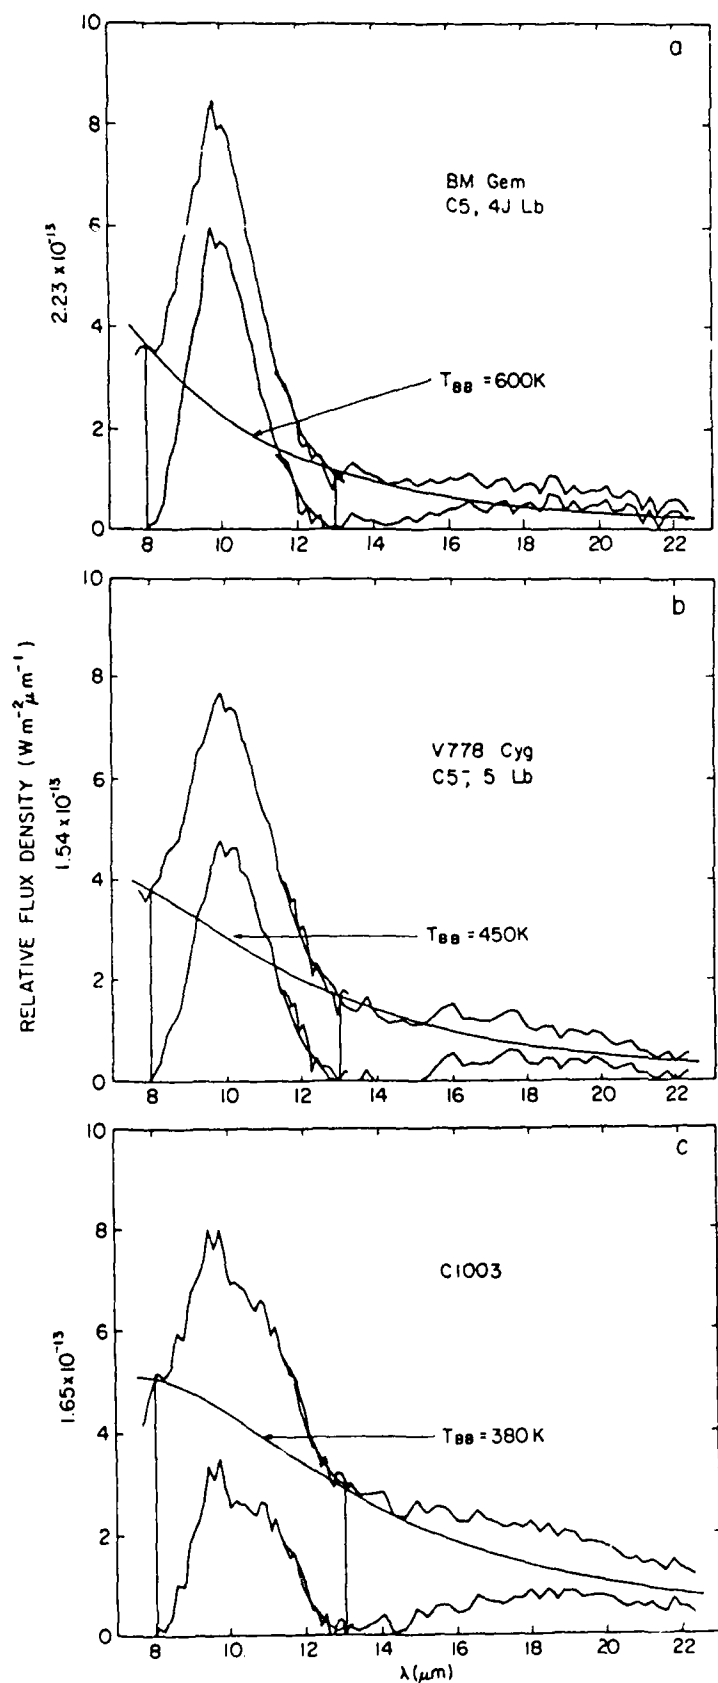 a
10
8
6
4
2
0
BM Gem
C5, 4J Lb
T_BB = 600K
2.23 x 10^-13
8 10 12 14 16 18 20 22
b
10
8
6
4
2
0
V778 Cyg
C5-, 5 Lb
T_BB = 450K
RELATIVE FLUX DENSITY (Wm^-2 μm^-1)
1.54 x 10^-13
8 10 12 14 16 18 20 22
c
10
8
6
4
2
0
C1003
T_BB = 380K
1.65 x 10^-13
8 10 12 14 16 18 20 22
λ(μm)